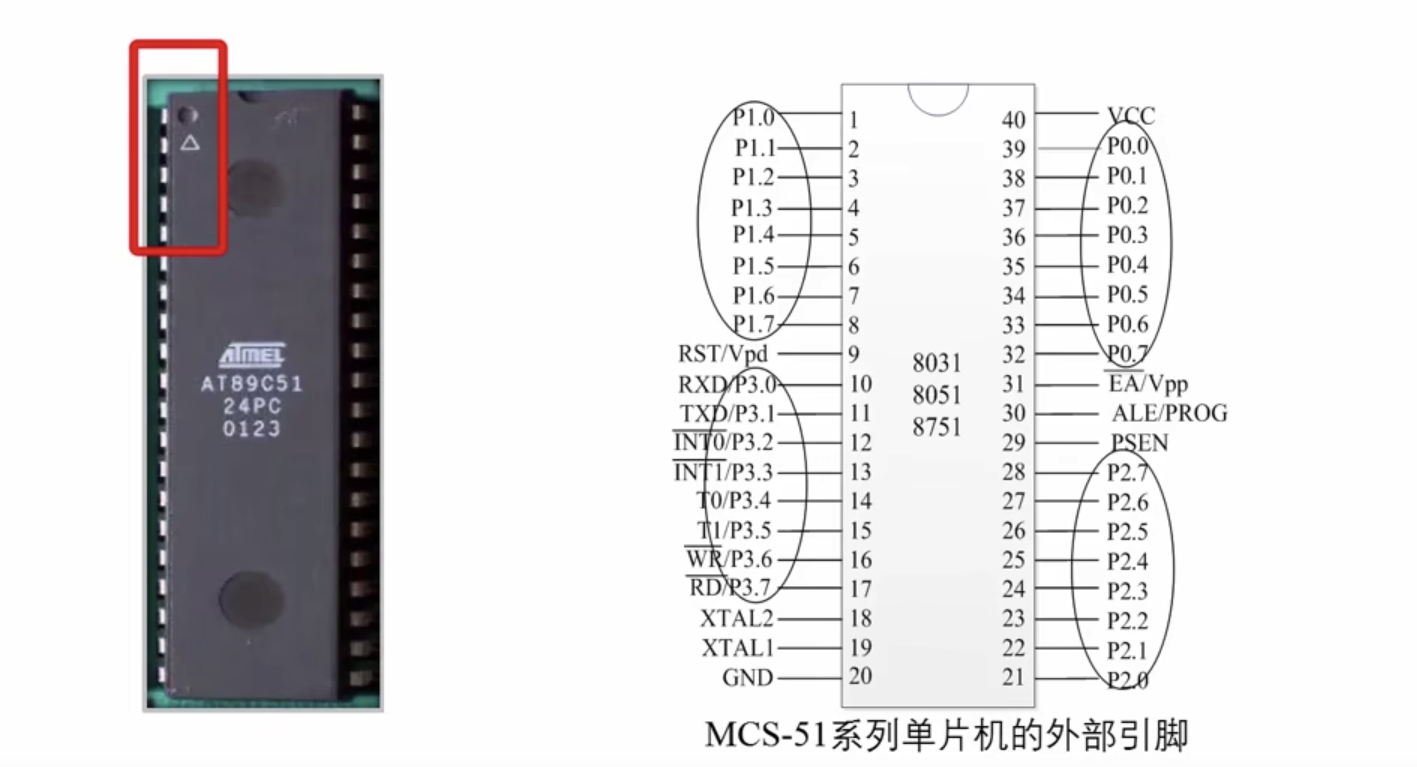 ATMEL
AT89C51
24PC
0123
P1.0 1 40 VCC
P1.1 2 39 P0.0
P1.2 3 38 P0.1
P1.3 4 37 P0.2
P1.4 5 36 P0.3
P1.5 6 35 P0.4
P1.6 7 34 P0.5
P1.7 8 33 P0.6
RST/Vpd 9 32 P0.7
8031
RXD/P3.0 10 31 EA/Vpp
8051
TXD/P3.1 11 30 ALE/PROG
8751
INT0/P3.2 12 29 PSEN
INT1/P3.3 13 28 P2.7
T0/P3.4 14 27 P2.6
T1/P3.5 15 26 P2.5
WR/P3.6 16 25 P2.4
RD/P3.7 17 24 P2.3
XTAL2 18 23 P2.2
XTAL1 19 22 P2.1
GND 20 21 P2.0
MCS-51系列单片机的外部引脚